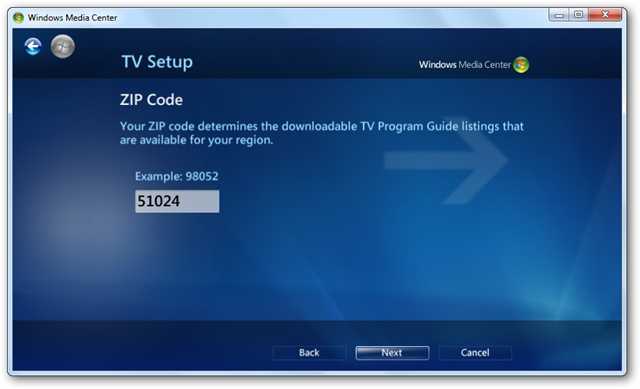 Windows Media Center
TV Setup
Windows Media Center
ZIP Code
Your ZIP code determines the downloadable TV Program Guide listings that
are available for your region.
Example: 98052
51024
Back Next Cancel